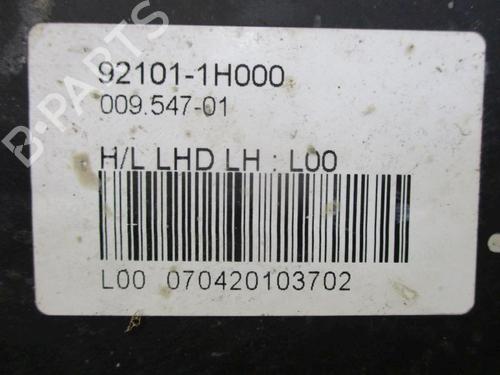 92101-1H000
009.547-01
H/L LHD LH : L00
L00 070420103702
B-PARTS